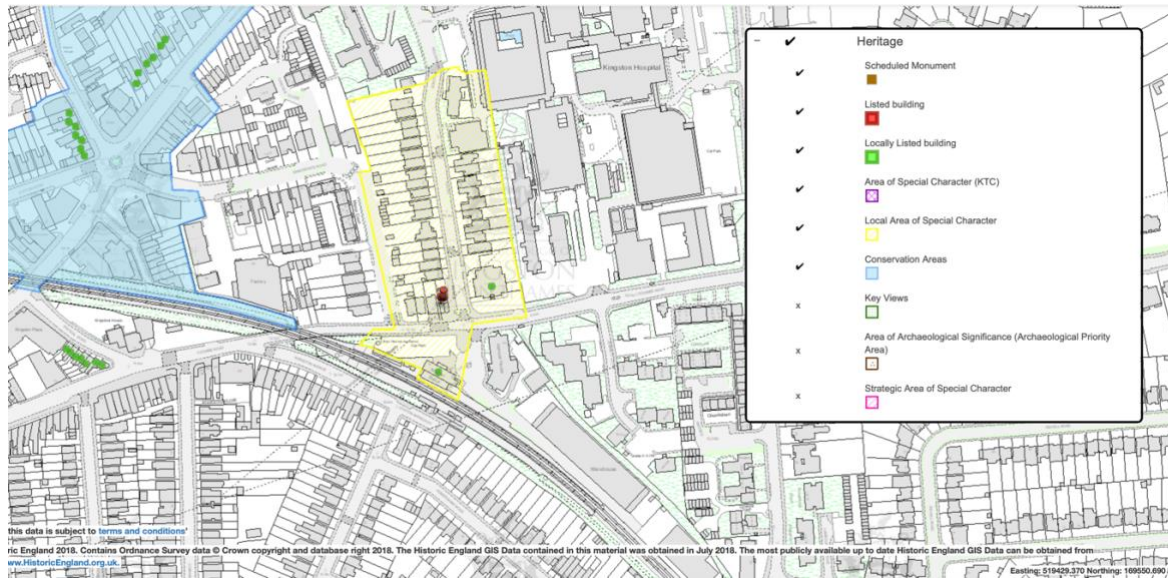 Kingston Hospital
Car Park
Warehouse
Heritage
Scheduled Monument
Listed building
Locally Listed building
Area of Special Character (KTC)
Local Area of Special Character
Conservation Areas
Key Views
Area of Archaeological Significance (Archaeological Priority
Area)
Strategic Area of Special Character
this data is subject to terms and conditions'
ric England 2018. Contains Ordnance Survey data © Crown copyright and database right 2018. The Historic England GIS Data contained in this material was obtained in July 2018. The most publicly available up to date Historic England GIS Data can be obtained from
ww.HistoricEngland.org.uk.
Easting: 519429.370 Northing: 169550.690